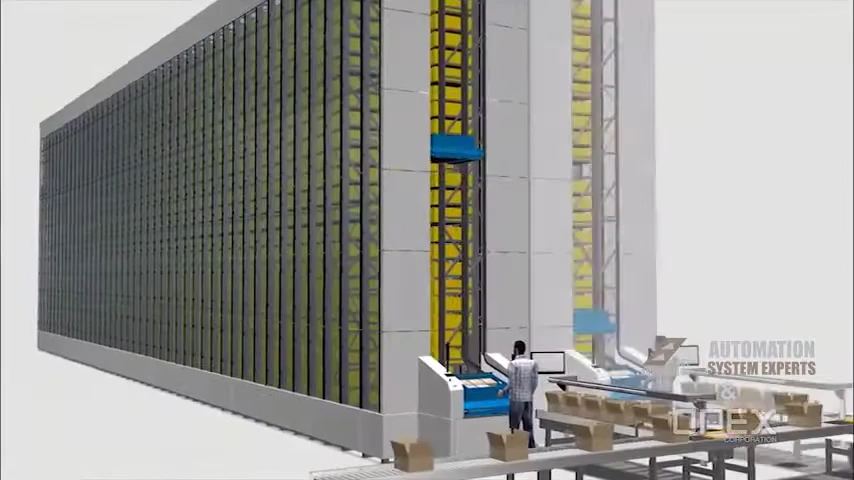 AUTOMATION
SYSTEM EXPERTS
&
OPEX
CORPORATION